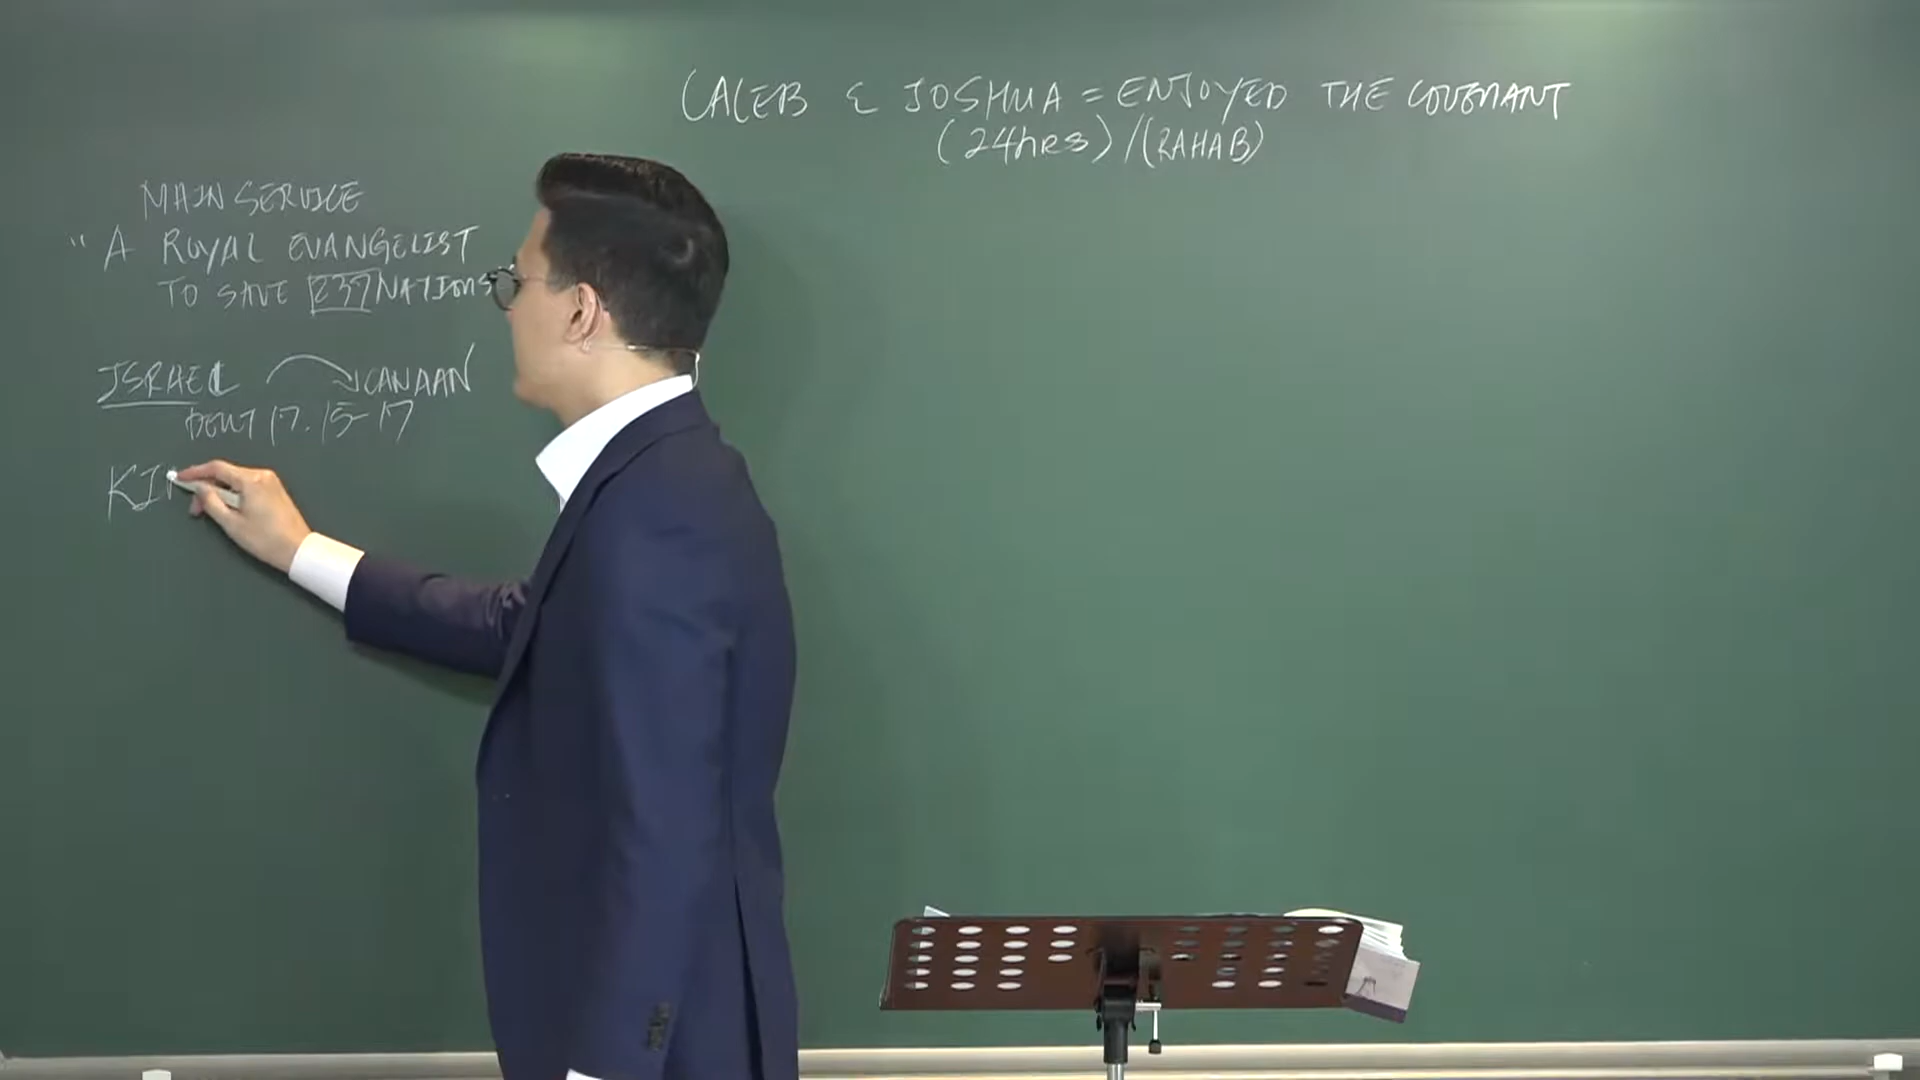 CALEB & JOSHUA = ENJOYED THE COVENANT
(24hrs) / (RAHAB)
MAIN SERVICE
"A ROYAL EVANGELIST
TO SAVE 237 NATIONS
ISRAEL → CANAAN
DEUT 17.15-17
KIN